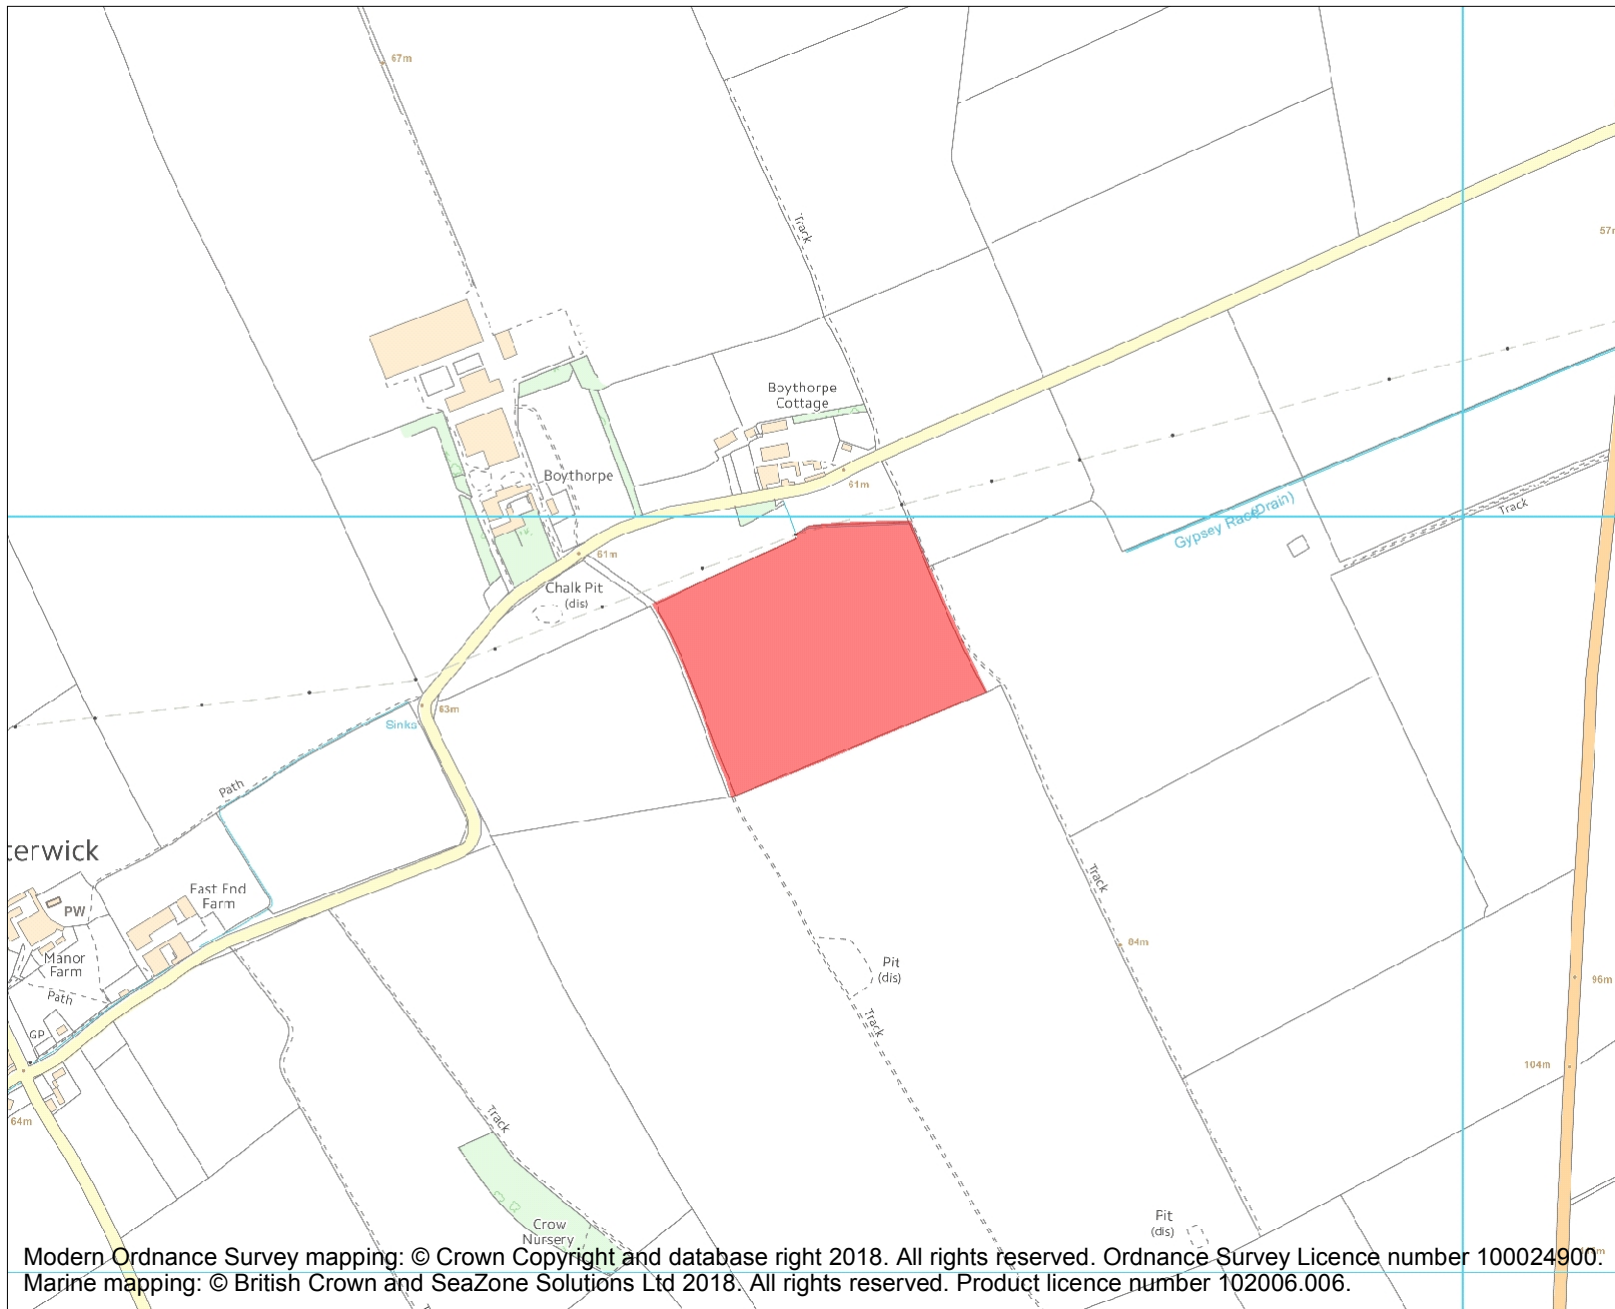 67m
Track
57m
Boythorpe
Cottage
Boythorpe
61m
Gypsey Race
Drain)
Track
61m
Chalk Pit
(dis)
63m
Sinks
Path
terwick
East End
Farm
PW
Manor
Farm
Path
GP
64m
Track
84m
Pit
(dis)
Track
96m
104m
Track
Crow
Nursery
Pit
(dis)
Modern Ordnance Survey mapping: © Crown Copyright and database right 2018. All rights reserved. Ordnance Survey Licence number 100024900.
Marine mapping: © British Crown and SeaZone Solutions Ltd 2018. All rights reserved. Product licence number 102006.006.